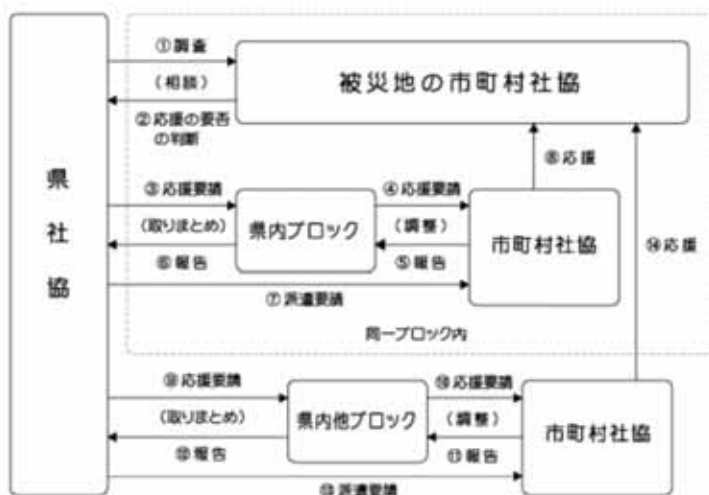 県社協
①調査
(相談)
②応援の要否
の判断
被災地の市町村社協
⑧応援
③応援要請
(取りまとめ)
⑥報告
県内ブロック
④応援要請
(調整)
⑤報告
市町村社協
⑭応援
⑦派遣要請
同一ブロック内
応援要請
(取りまとめ)
⑫報告
県内他ブロック
⑩応援要請
(調整)
⑪報告
市町村社協
⑬派遣要請